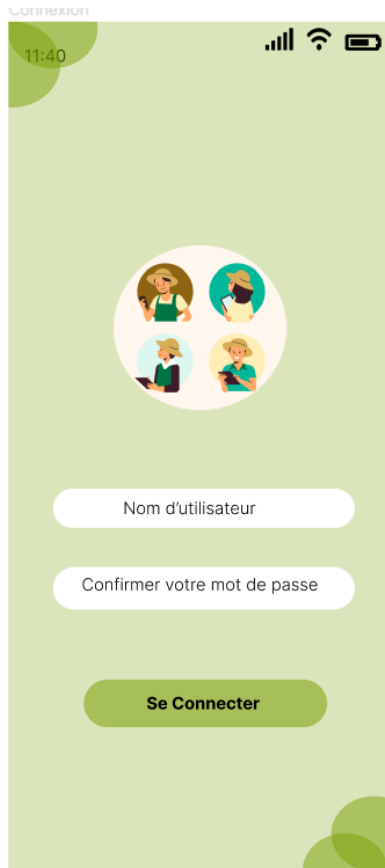 Connexion
11:40
Nom d’utilisateur
Confirmer votre mot de passe
Se Connecter